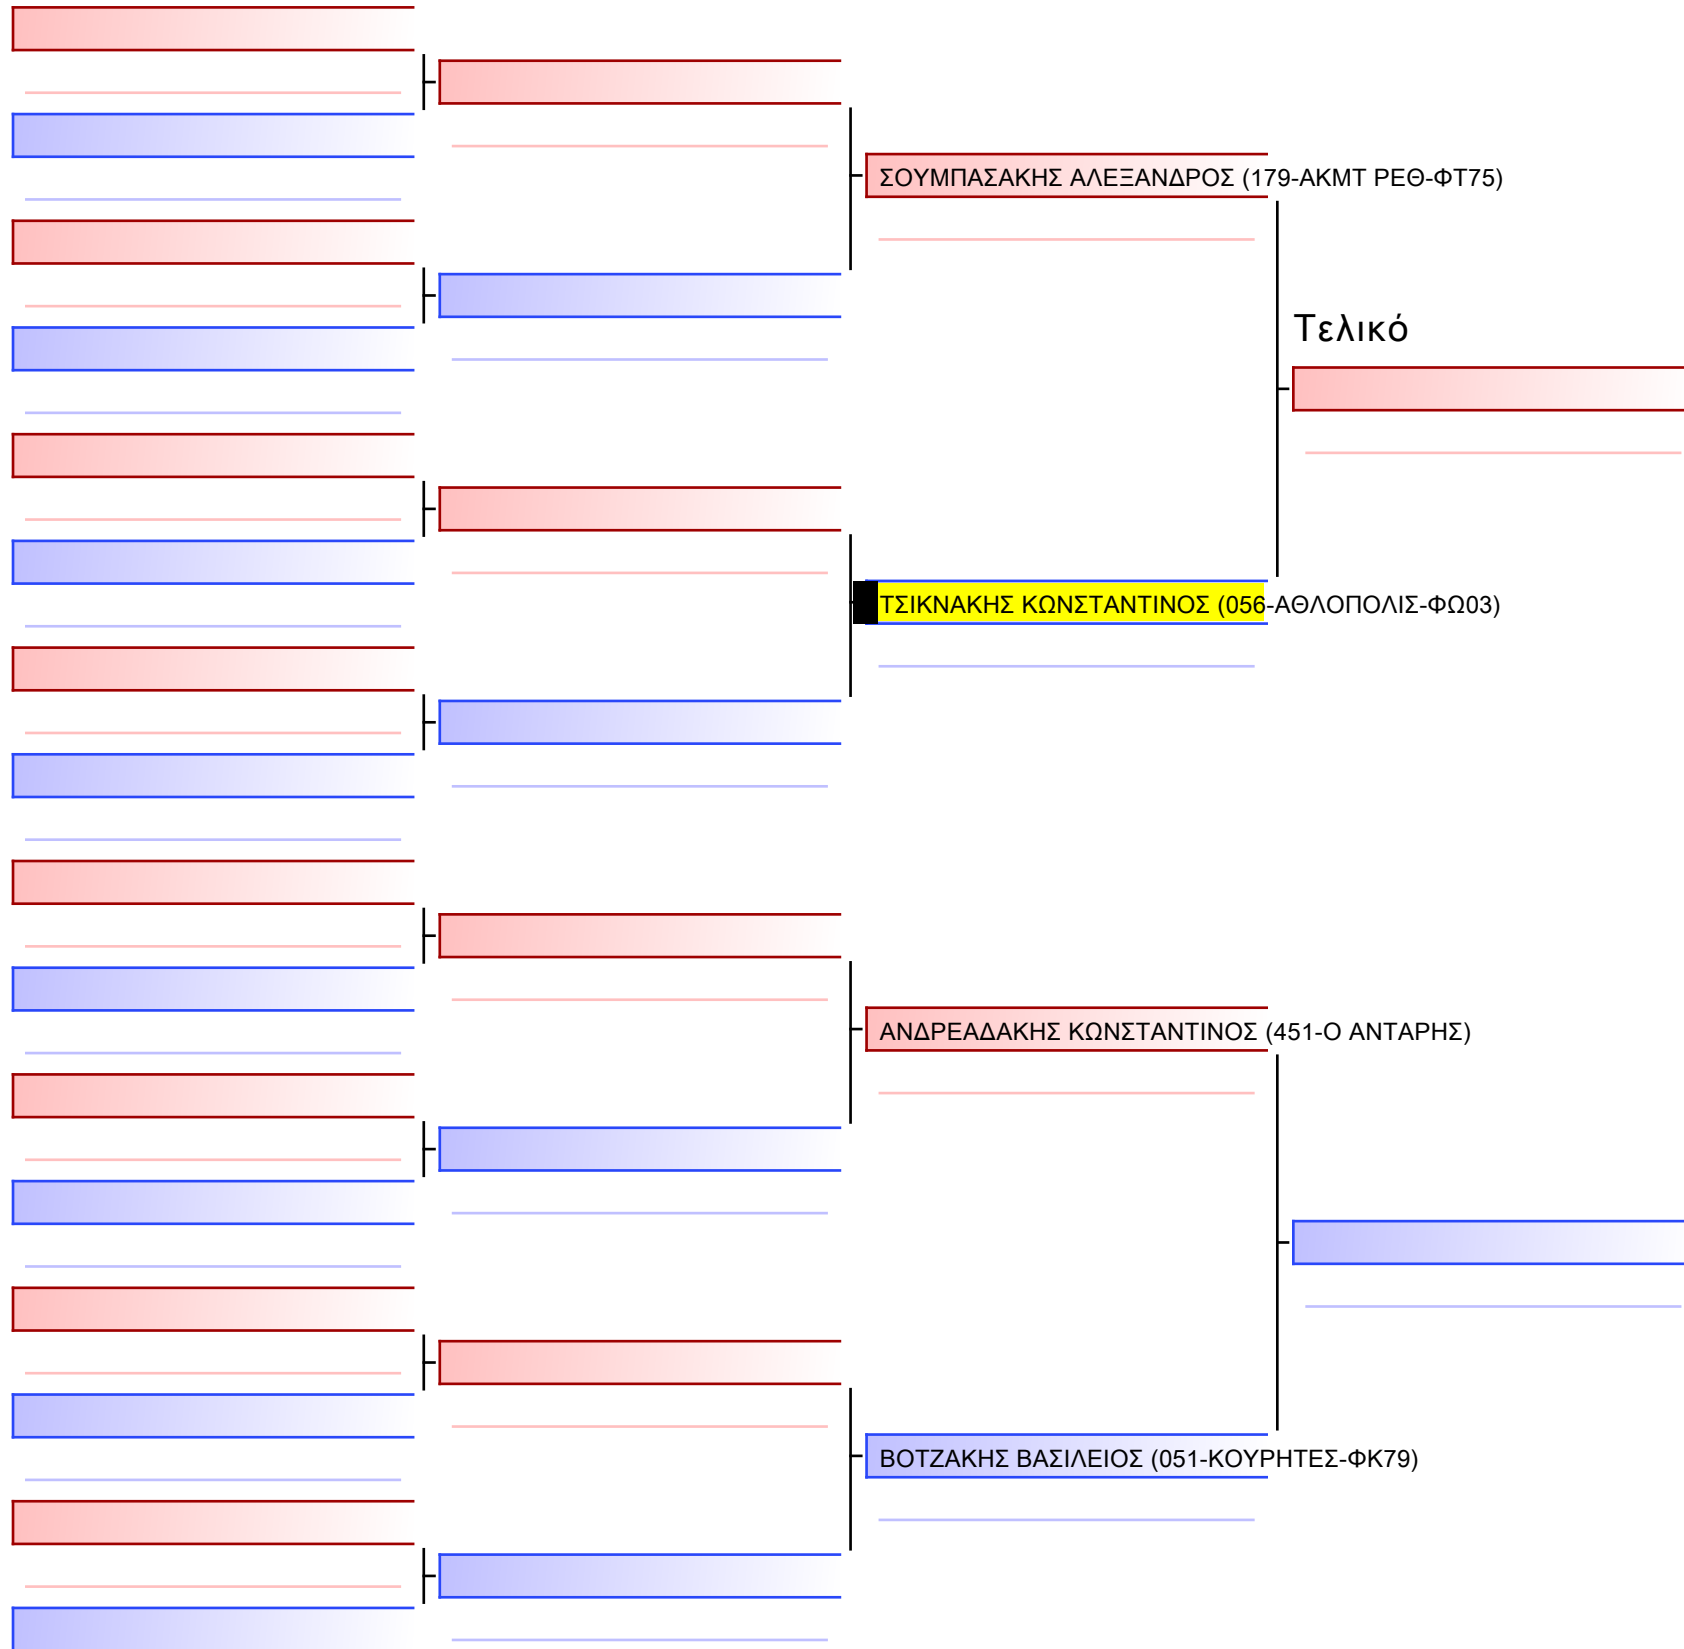 ΣΟΥΜΠΑΣΑΚΗΣ ΑΛΕΞΑΝΔΡΟΣ (179-ΑΚΜΤ ΡΕΘ-ΦΤ75)
Τελικό
ΤΣΙΚΝΑΚΗΣ ΚΩΝΣΤΑΝΤΙΝΟΣ (056-ΑΘΛΟΠΟΛΙΣ-ΦΩ03)
ΑΝΔΡΕΑΔΑΚΗΣ ΚΩΝΣΤΑΝΤΙΝΟΣ (451-Ο ΑΝΤΑΡΗΣ)
ΒΟΤΖΑΚΗΣ ΒΑΣΙΛΕΙΟΣ (051-ΚΟΥΡΗΤΕΣ-ΦΚ79)